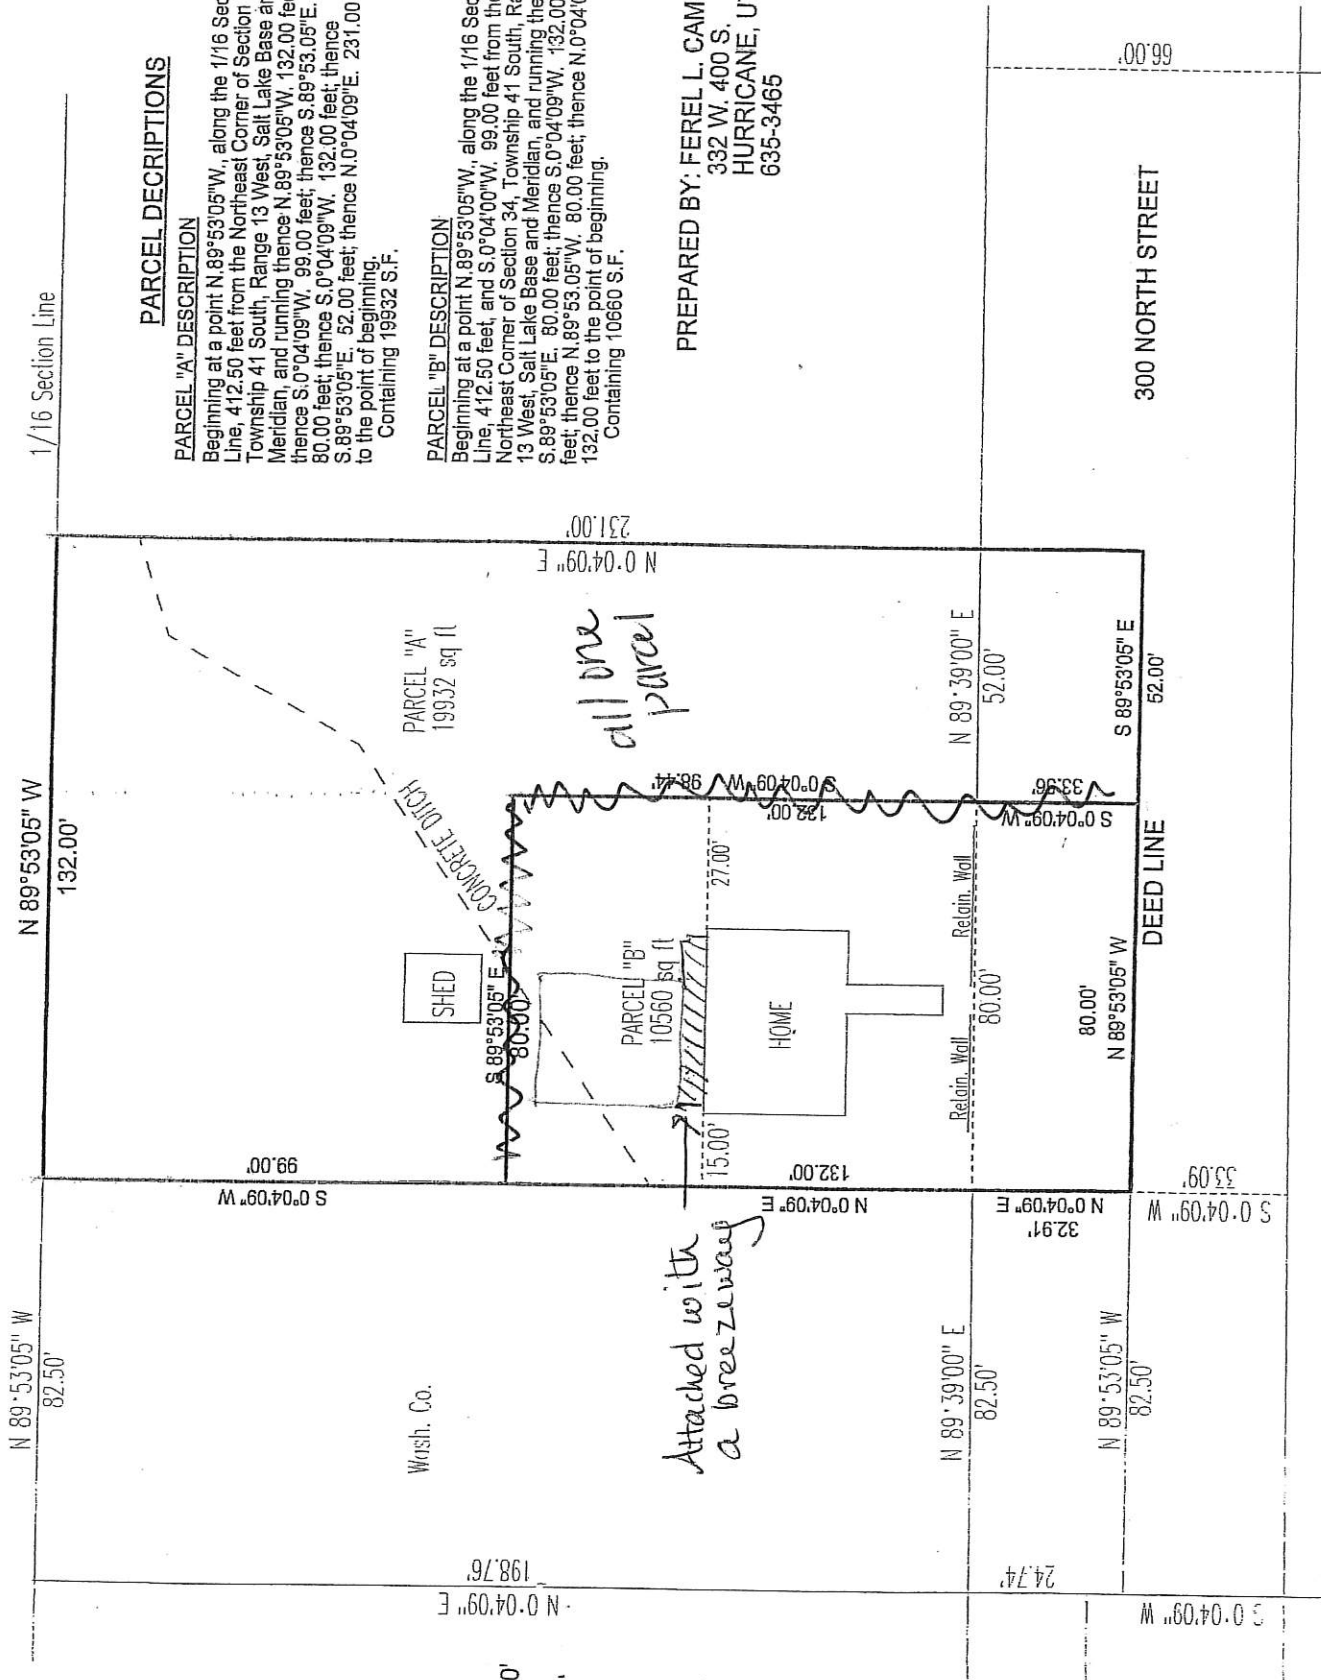 1/16 Section Line
PARCEL DECRIPTIONS
PARCEL "A" DESCRIPTION
Beginning at a point N.89°53'05"W., along the 1/16 Sec
Line, 412.50 feet from the Northeast Corner of Section
Township 41 South, Range 13 West, Salt Lake Base an
Meridian, and running thence N.89°53'05"W. 132.00 fe
thence S.0°04'09"W. 99.00 feet; thence S.89°53.05"E.
80.00 feet; thence S.0°04'09"W. 132.00 feet; thence
S.89°53'05"E. 52.00 feet; thence N.0°04'09"E. 231.00
to the point of beginning.
Containing 19932 S.F.
PARCEL "B" DESCRIPTION
Beginning at a point N.89°53'05"W., along the 1/16 Sec
Line, 412.50 feet, and S.0°04'00"W. 99.00 feet from the
Northeast Corner of Section 34, Township 41 South, Ra
13 West, Salt Lake Base and Meridian, and running the
S.89°53'05"E. 80.00 feet; thence S.0°04'09"W. 132.00
feet; thence N.89°53.05"W. 80.00 feet; thence N.0°04'0
132.00 feet to the point of beginning.
Containing 10660 S.F.
PREPARED BY: FEREL L. CAM
332 W. 400 S.
HURRICANE, U
635-3465
66.00'
300 NORTH STREET
N 89°53'05" W
132.00'
231.00'
N 0·04'09" E
PARCEL "A"
19932 sq ft
all one
parcel
CONCRETE DITCH
SHED
S 89°53'05" E
80.00'
PARCEL "B"
10560 sq ft
S 0°04'09" W 98.44'
132.00'
27.00'
15.00'
HOME
N 89·39'00" E
52.00'
S 0°04'09" W
33.56'
S 89°53'05" E
52.00'
Retain. Wall
Retain. Wall
80.00'
80.00'
N 89°53'05" W
DEED LINE
99.00'
S 0°04'09" W
132.00'
N 0°04'09" E
N 0°04'09" E
32.91'
33.09'
S 0·04'09" W
Attached with
a breezeway
N 89·53'05" W
82.50'
Wash. Co.
N 89·39'00" E
82.50'
N 89·53'05" W
82.50'
198.76'
N 0·04'09" E
24.74'
S 0·04'09" W
0'